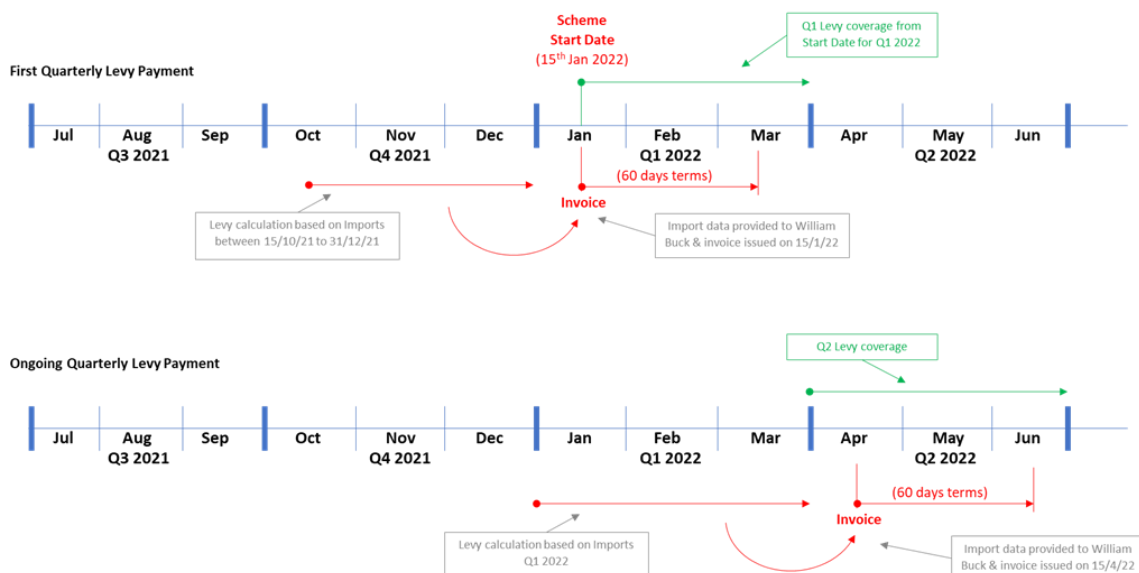 Scheme
Start Date
(15th Jan 2022)
Q1 Levy coverage from
Start Date for Q1 2022
First Quarterly Levy Payment
Jul Aug Sep Oct Nov Dec Jan Feb Mar Apr May Jun
Q3 2021 Q4 2021 Q1 2022 Q2 2022
(60 days terms)
Invoice
Levy calculation based on Imports
between 15/10/21 to 31/12/21
Import data provided to William
Buck & invoice issued on 15/1/22
Q2 Levy coverage
Ongoing Quarterly Levy Payment
Jul Aug Sep Oct Nov Dec Jan Feb Mar Apr May Jun
Q3 2021 Q4 2021 Q1 2022 Q2 2022
(60 days terms)
Invoice
Levy calculation based on Imports
Q1 2022
Import data provided to William
Buck & invoice issued on 15/4/22